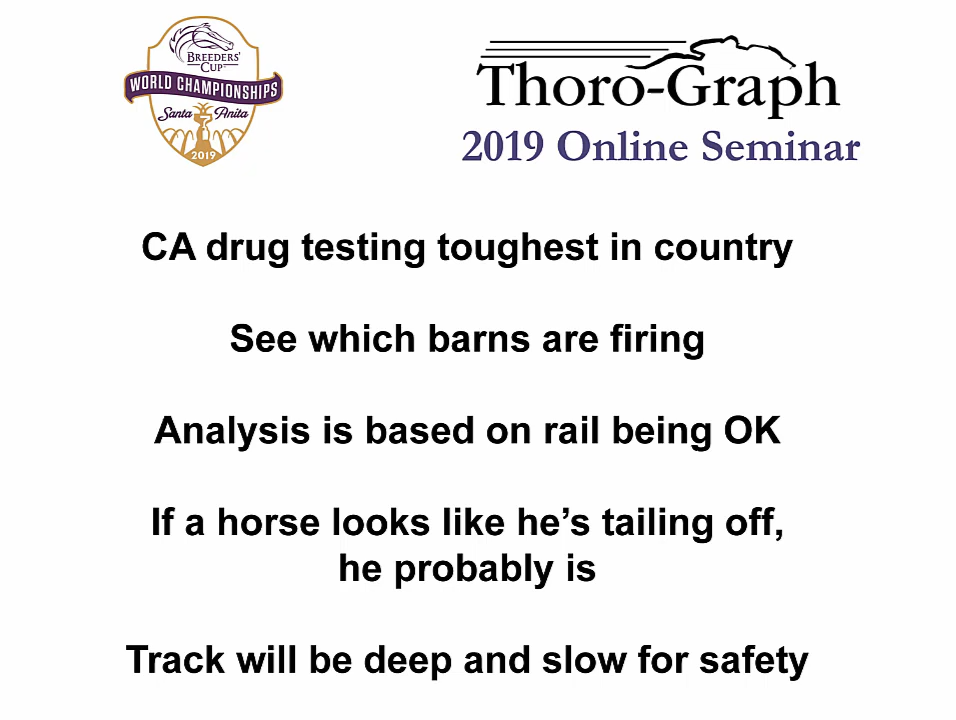 BREEDERS'
CUP
WORLD CHAMPIONSHIPS
Santa Anita
2019
Thoro-Graph
2019 Online Seminar
CA drug testing toughest in country
See which barns are firing
Analysis is based on rail being OK
If a horse looks like he's tailing off,
he probably is
Track will be deep and slow for safety